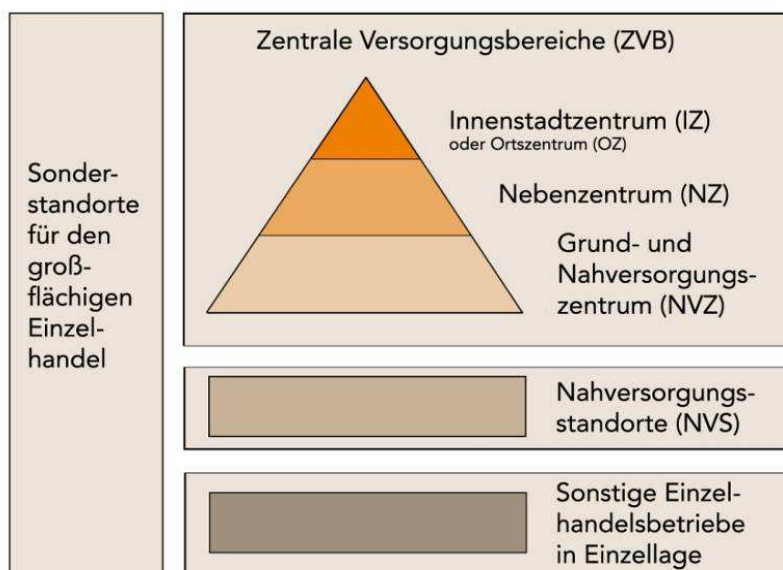 Sonder-
standorte
für den
groß-
flächigen
Einzel-
handel
Zentrale Versorgungsbereiche (ZVB)
Innenstadtzentrum (IZ)
oder Ortszentrum (OZ)
Nebenzentrum (NZ)
Grund- und
Nahversorgungs-
zentrum (NVZ)
Nahversorgungs-
standorte (NVS)
Sonstige Einzel-
handelsbetriebe
in Einzellage